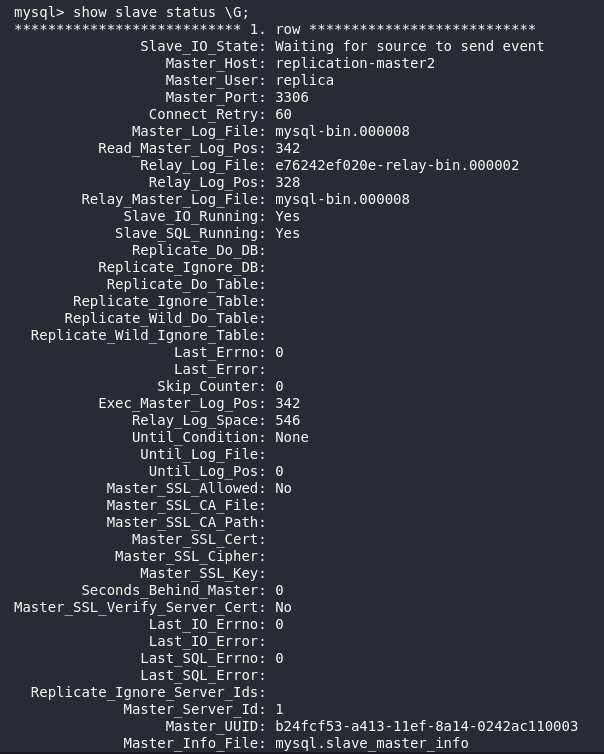 mysql> show slave status \G;
*************************** 1. row ***************************
Slave_IO_State: Waiting for source to send event
Master_Host: replication-master2
Master_User: replica
Master_Port: 3306
Connect_Retry: 60
Master_Log_File: mysql-bin.000008
Read_Master_Log_Pos: 342
Relay_Log_File: e76242ef020e-relay-bin.000002
Relay_Log_Pos: 328
Relay_Master_Log_File: mysql-bin.000008
Slave_IO_Running: Yes
Slave_SQL_Running: Yes
Replicate_Do_DB:
Replicate_Ignore_DB:
Replicate_Do_Table:
Replicate_Ignore_Table:
Replicate_Wild_Do_Table:
Replicate_Wild_Ignore_Table:
Last_Errno: 0
Last_Error:
Skip_Counter: 0
Exec_Master_Log_Pos: 342
Relay_Log_Space: 546
Until_Condition: None
Until_Log_File:
Until_Log_Pos: 0
Master_SSL_Allowed: No
Master_SSL_CA_File:
Master_SSL_CA_Path:
Master_SSL_Cert:
Master_SSL_Cipher:
Master_SSL_Key:
Seconds_Behind_Master: 0
Master_SSL_Verify_Server_Cert: No
Last_IO_Errno: 0
Last_IO_Error:
Last_SQL_Errno: 0
Last_SQL_Error:
Replicate_Ignore_Server_Ids:
Master_Server_Id: 1
Master_UUID: b24fcf53-a413-11ef-8a14-0242ac110003
Master_Info_File: mysql.slave_master_info